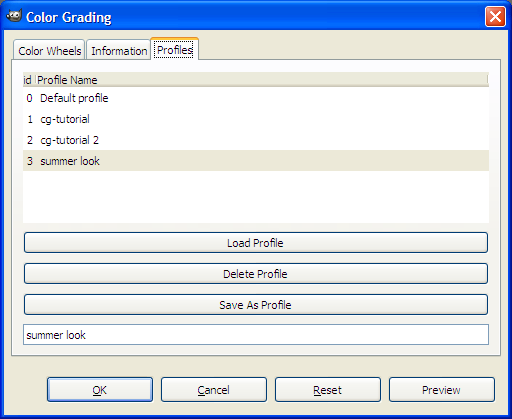 Color Grading
Color Wheels Information Profiles
id Profile Name
0 Default profile
1 cg-tutorial
2 cg-tutorial 2
3 summer look
Load Profile
Delete Profile
Save As Profile
summer look
OK Cancel Reset Preview